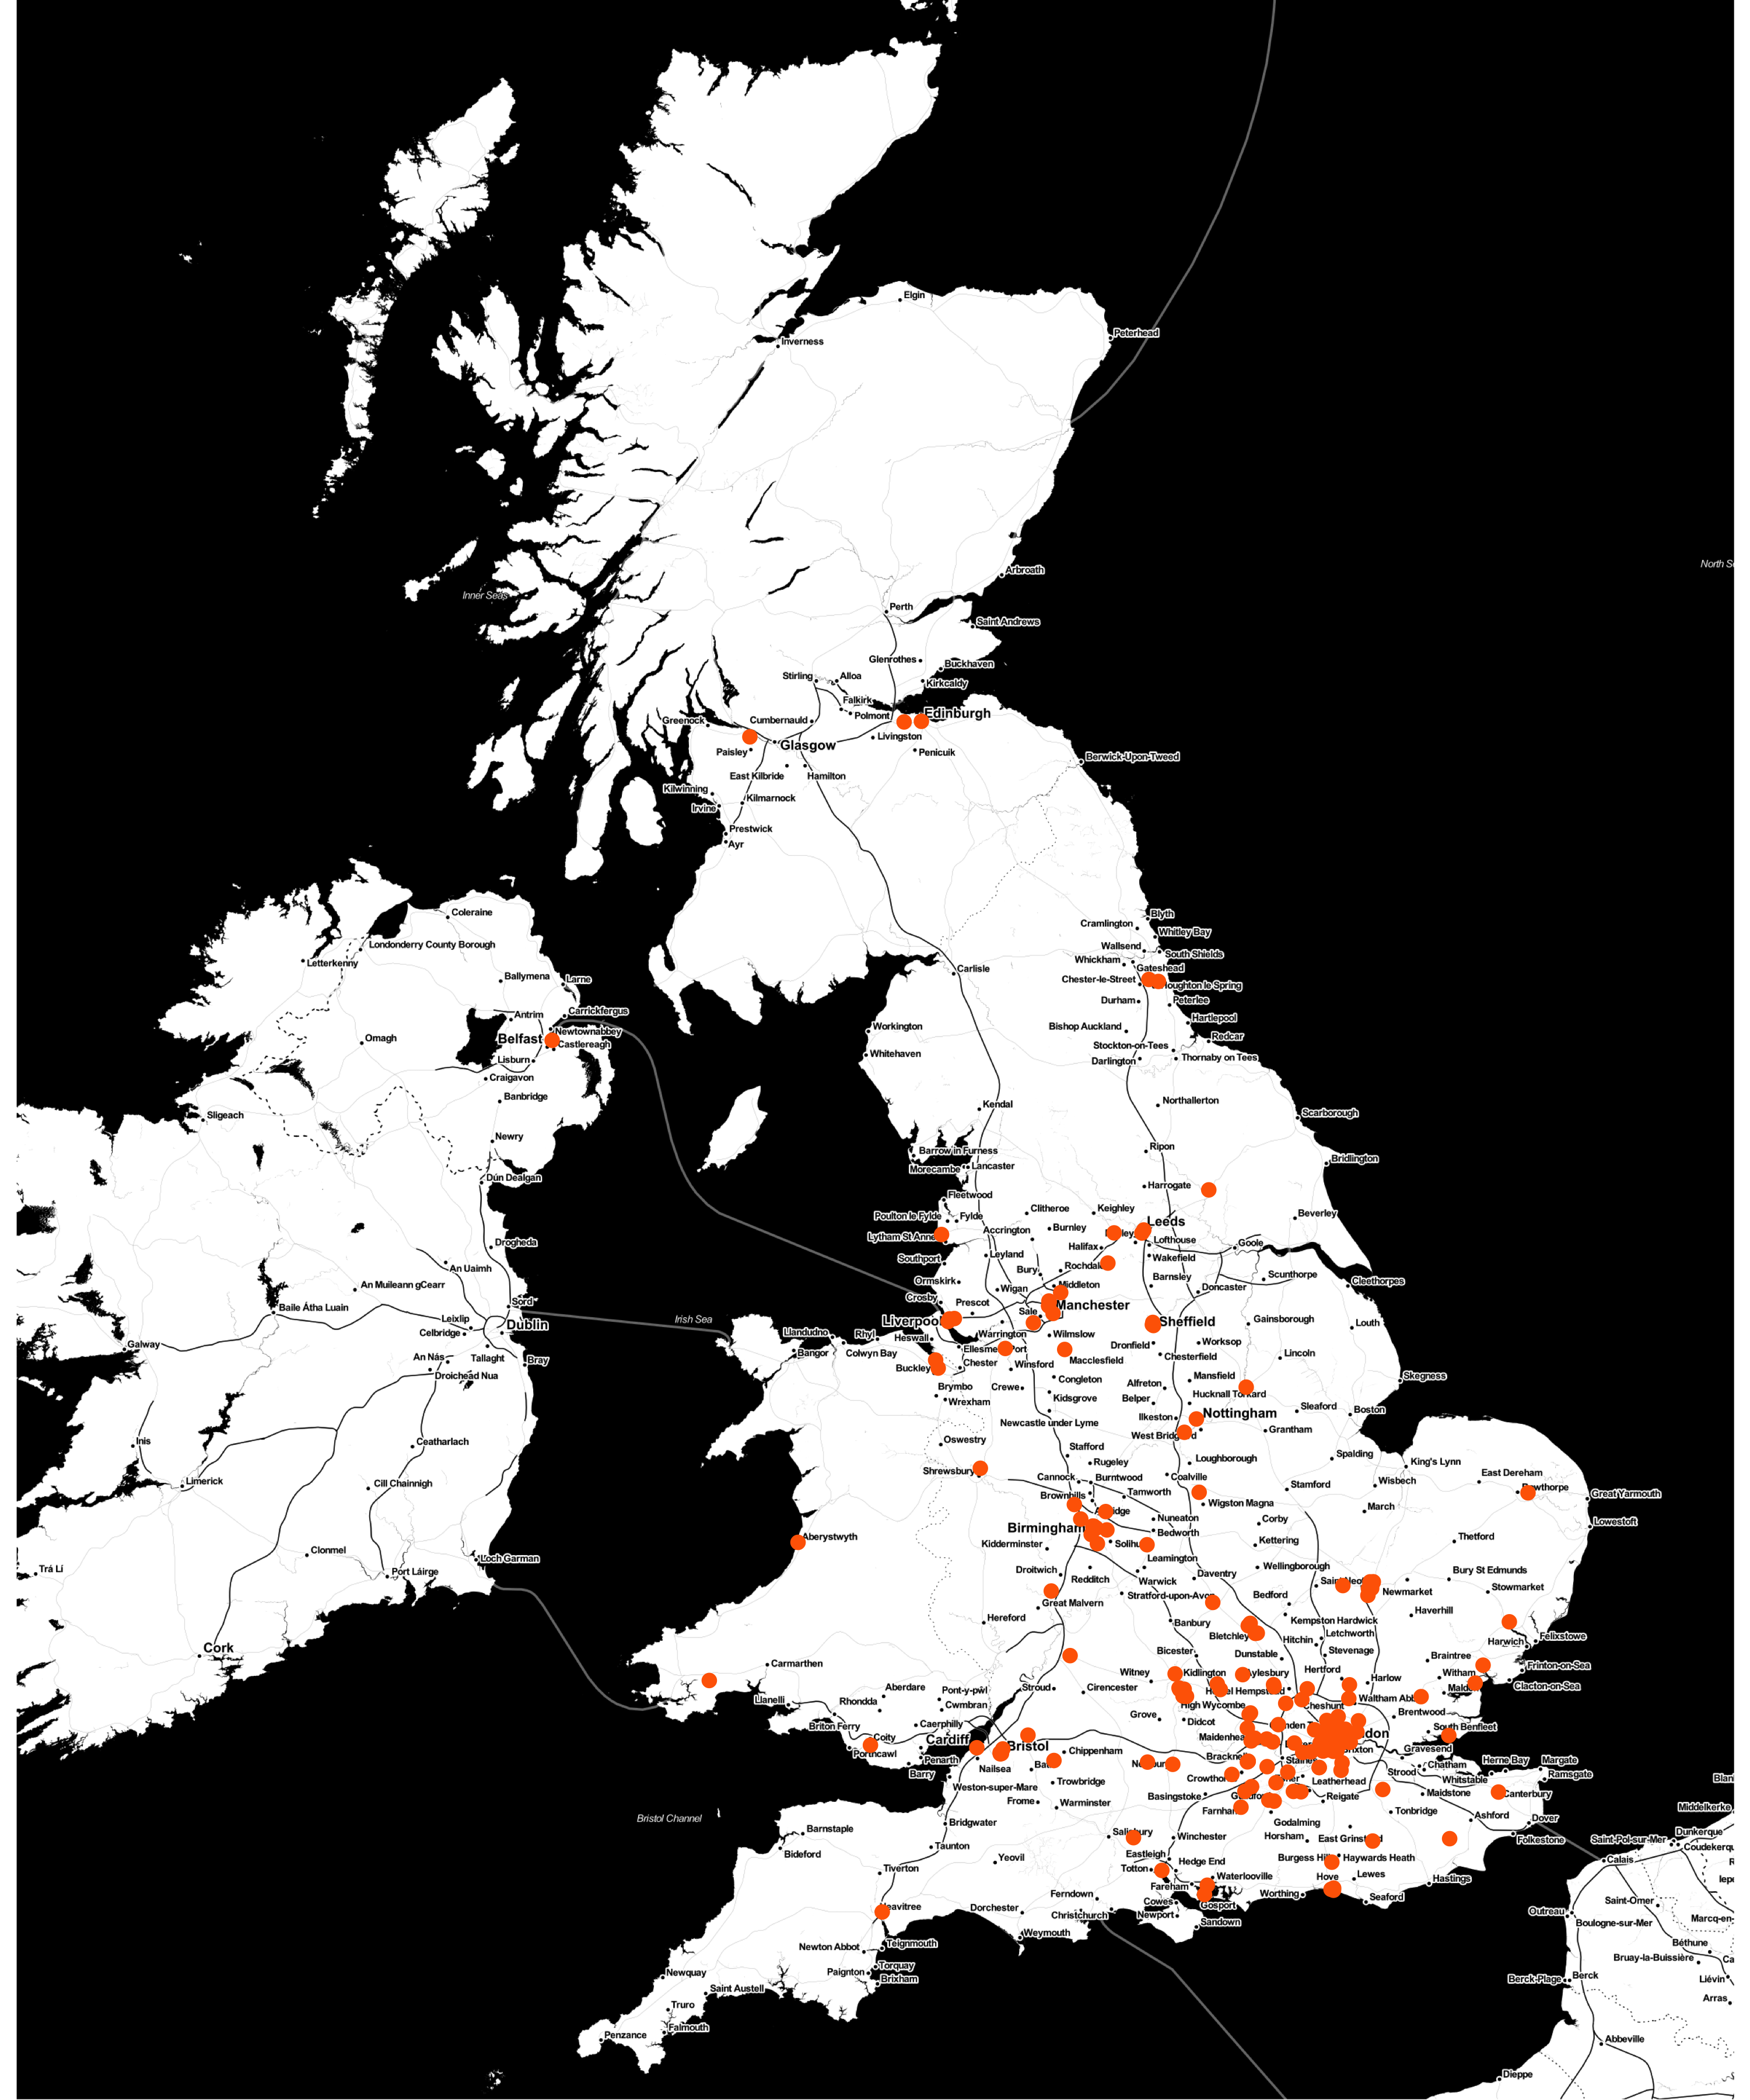 Elgin
Peterhead
Inverness
North S
Arbroath
Inner Seas
Perth
Saint Andrews
Glenrothes
Buckhaven
Stirling
Alloa
Kirkcaldy
Falkirk
Edinburgh
Polmont
Greenock
Cumbernauld
Livingston
Glasgow
Paisley
Penicuik
Berwick-Upon-Tweed
East Kilbride
Hamilton
Kilwinning
Kilmarnock
Irvine
Prestwick
Ayr
Coleraine
Blyth
Cramlington
Whitley Bay
Londonderry County Borough
Wallsend
South Shields
Letterkenny
Whickham
Gateshead
Carlisle
Ballymena
Larne
Chester-le-Street
Houghton le Spring
Durham
Peterlee
Carrickfergus
Antrim
Hartlepool
Workington
Bishop Auckland
Newtownabbey
Omagh
Belfast
Castlereagh
Redcar
Stockton-on-Tees
Whitehaven
Thornaby on Tees
Lisburn
Darlington
Craigavon
Banbridge
Northallerton
Kendal
Sligeach
Scarborough
Newry
Ripon
Barrow in Furness
Bridlington
Morecambe
Lancaster
Dún Dealgan
Harrogate
Fleetwood
Clitheroe
Keighley
Poulton le Fylde
Fylde
Beverley
Leeds
Accrington
Burnley
Lytham St Anne
Lofthouse
Drogheda
Halifax
Goole
Leyland
Southport
Wakefield
An Uaimh
Bury
Rochdal
Ormskirk
Barnsley
Scunthorpe
An Muileann gCearr
Middleton
Cleethorpes
Wigan
Doncaster
Crosby
Sord
Prescot
Manchester
Baile Átha Luain
Sale
Irish Sea
Leixlip
Liverpool
Sheffield
Gainsborough
Dublin
Louth
Celbridge
Llandudno
Rhyl
Heswall
Warrington
Wilmslow
Galway
Dronfield
Worksop
Bangor
Colwyn Bay
Ellesme
Port
An Nás
Tallaght
Bray
Chester
Macclesfield
Chesterfield
Lincoln
Buckley
Winsford
Droichead Nua
Skegness
Congleton
Mansfield
Brymbo
Crewe
Alfreton
Wrexham
Kidsgrove
Belper
Hucknall Torkard
Sleaford
Boston
Newcastle under Lyme
Ilkeston
Nottingham
Inis
Ceatharlach
Oswestry
West Bridg
Grantham
Stafford
Spalding
Loughborough
King's Lynn
Limerick
Cill Chainnigh
Shrewsbury
Rugeley
Cannock
Burntwood
Coalville
Wisbech
East Dereham
Stamford
Brownhills
Tamworth
Great Yarmouth
Wigston Magna
March
Nuneaton
Corby
Lowestoft
Birmingham
Bedworth
Aberystwyth
Kidderminster
Solihu
Kettering
Thetford
Clonmel
Loch Garman
Leamington
Trá Lí
Port Láirge
Droitwich
Wellingborough
Bury St Edmunds
Redditch
Warwick
Daventry
Newmarket
Stowmarket
Stratford-upon-Avon
Bedford
Great Malvern
Haverhill
Hereford
Banbury
Kempston Hardwick
Cork
Bletchley
Letchworth
Hitchin
Felixstowe
Harwich
Stevenage
Bicester
Dunstable
Braintree
Carmarthen
Frinton-on-Sea
Witney
Kidlington
Aylesbury
Hertford
Harlow
Witham
Clacton-on-Sea
Aberdare
Pont-y-pŵl
Stroud
Cirencester
Maldon
Llanelli
Rhondda
Cwmbran
High Wycombe
Cheshunt
Waltham Abb
Brentwood
Briton Ferry
Caerphilly
Grove
Didcot
South Benfleet
Coity
Cardiff
Bristol
Maidenhea
Porthcawl
Chippenham
Gravesend
Penarth
Bracknell
Chatham
Herne Bay
Margate
Barry
Nailsea
Strood
Whitstable
Ramsgate
Weston-super-Mare
Trowbridge
Crowthor
Leatherhead
Frome
Warminster
Basingstoke
Reigate
Maidstone
Canterbury
Bristol Channel
Farnham
Tonbridge
Middelkerke
Bridgwater
Godalming
Ashford
Dover
Barnstaple
Salisbury
Winchester
Horsham
East Grinstead
Folkestone
Dunkerque
Saint-Pol-sur-Mer
Taunton
Bideford
Eastleigh
Yeovil
Hedge End
Burgess Hill
Haywards Heath
Calais
Tiverton
Totton
Waterlooville
Hove
Lewes
Fareham
Hastings
Ferndown
Worthing
Seaford
Heavitree
Dorchester
Cowes
Gosport
Saint-Omer
Christchurch
Newport
Outreau
Sandown
Boulogne-sur-Mer
Weymouth
Newton Abbot
Teignmouth
Béthune
Bruay-la-Buissière
Torquay
Newquay
Paignton
Brixham
Berck-Plage
Berck
Liévin
Saint Austell
Arras
Truro
Falmouth
Penzance
Abbeville
Dieppe